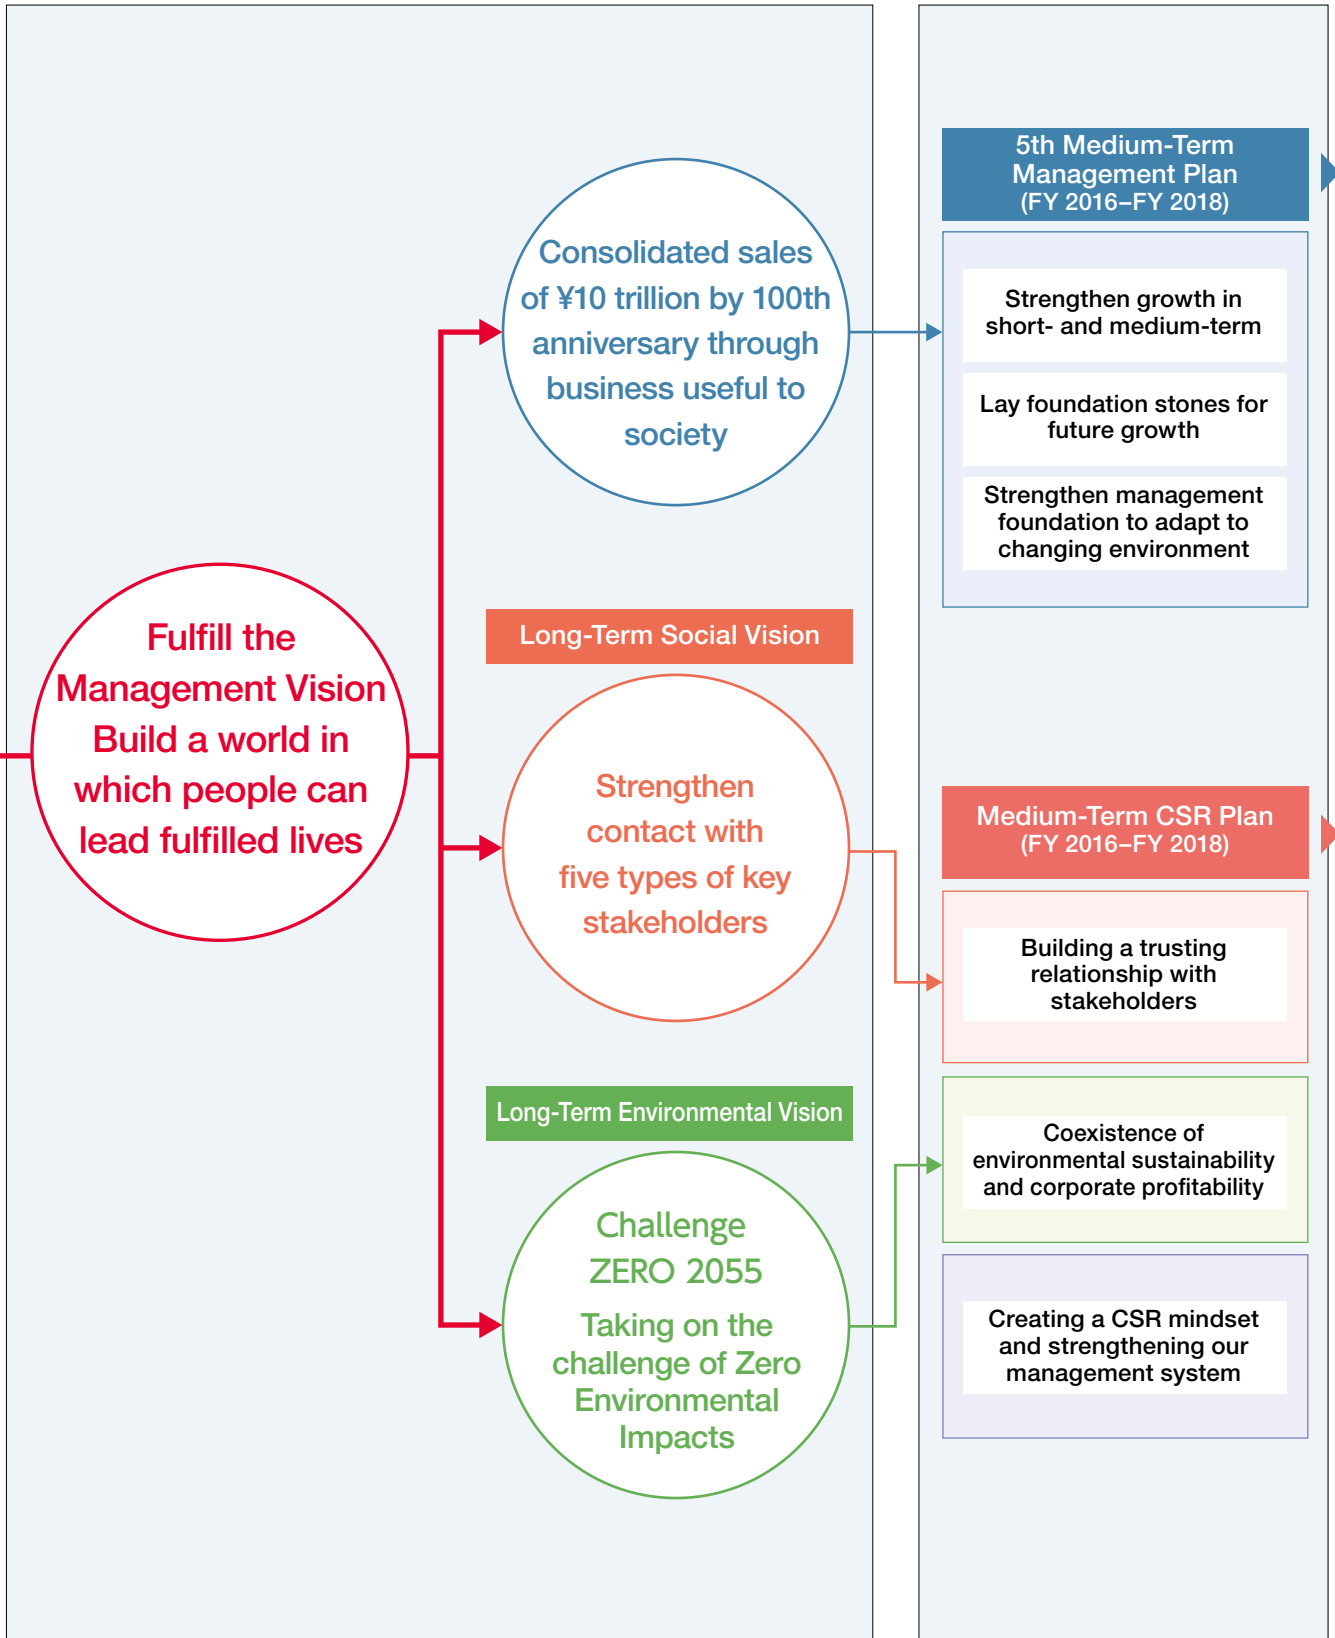 Fulfill the
Management Vision
Build a world in
which people can
lead fulfilled lives
Consolidated sales
of ¥10 trillion by 100th
anniversary through
business useful to
society
Long-Term Social Vision
Strengthen
contact with
five types of key
stakeholders
Long-Term Environmental Vision
Challenge
ZERO 2055
Taking on the
challenge of Zero
Environmental
Impacts
5th Medium-Term
Management Plan
(FY 2016–FY 2018)
Strengthen growth in
short- and medium-term
Lay foundation stones for
future growth
Strengthen management
foundation to adapt to
changing environment
Medium-Term CSR Plan
(FY 2016–FY 2018)
Building a trusting
relationship with
stakeholders
Coexistence of
environmental sustainability
and corporate profitability
Creating a CSR mindset
and strengthening our
management system